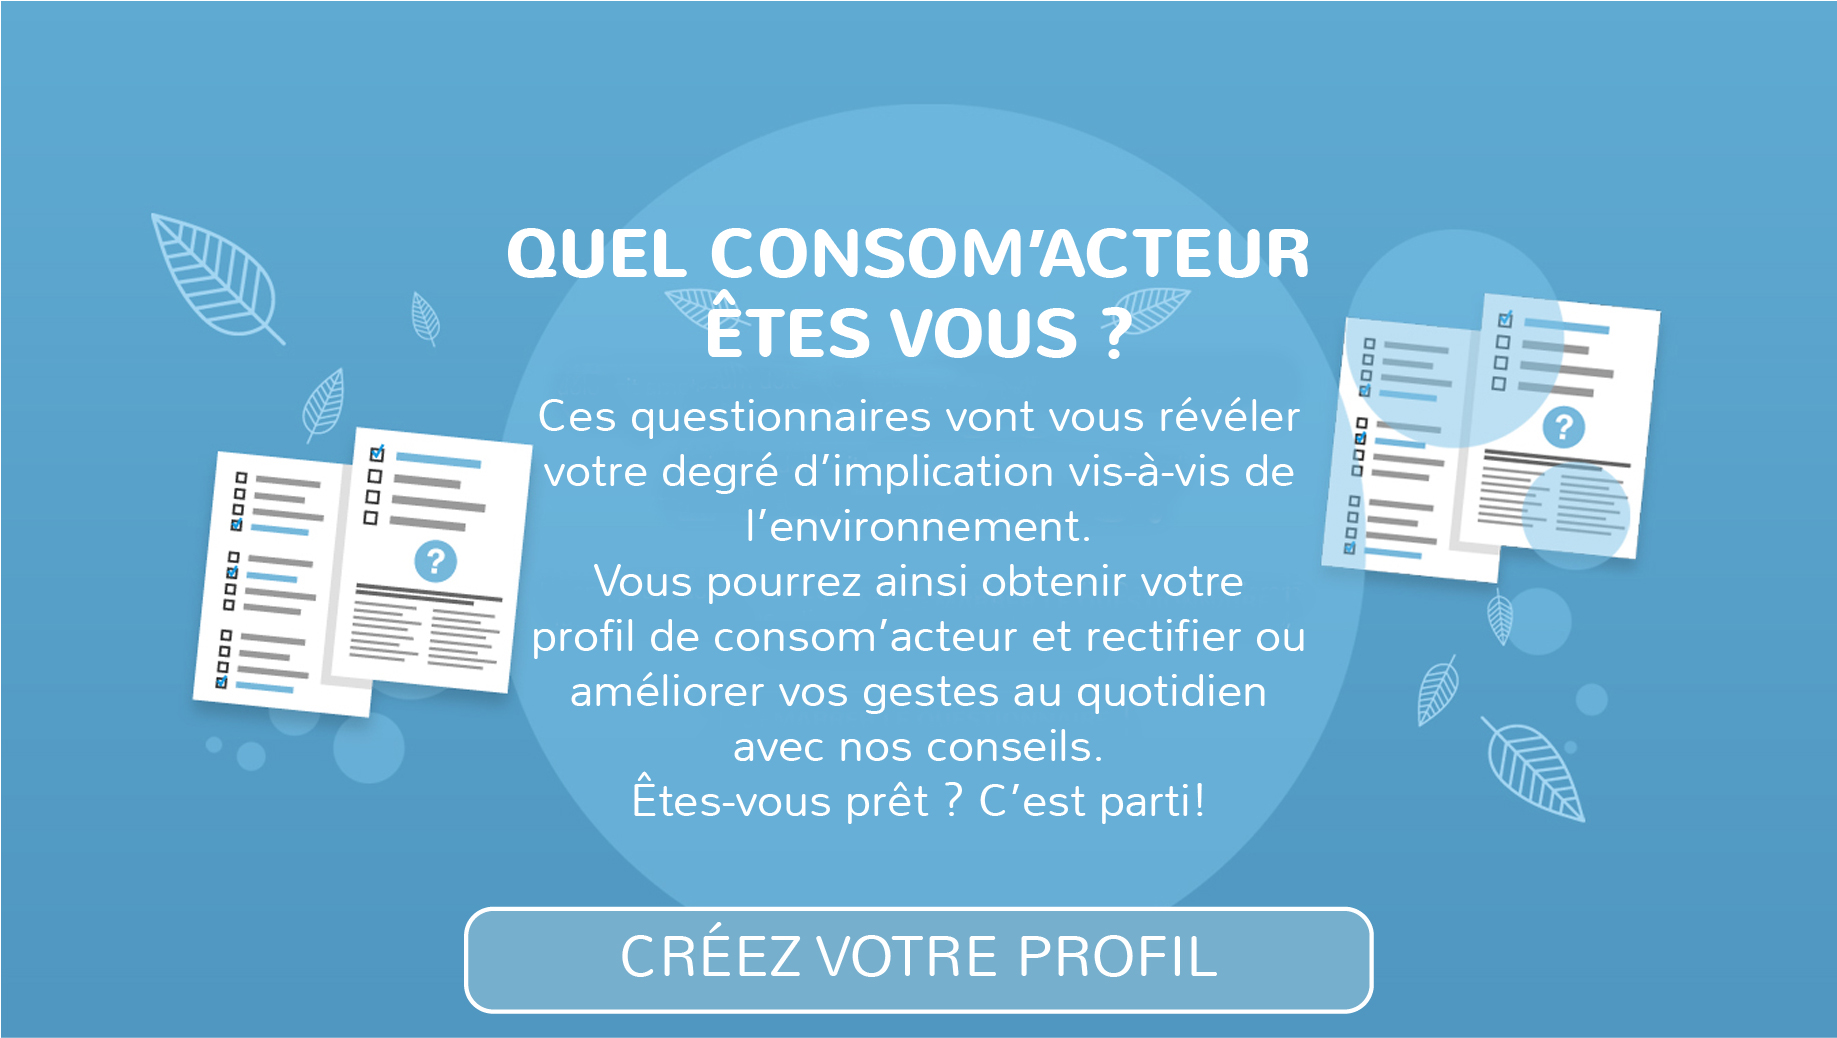 QUEL CONSOM'ACTEUR
ÊTES VOUS ?
Ces questionnaires vont vous révéler
votre degré d'implication vis-à-vis de
l'environnement.
Vous pourrez ainsi obtenir votre
profil de consom'acteur et rectifier ou
améliorer vos gestes au quotidien
avec nos conseils.
Êtes-vous prêt ? C'est parti!
?
?
CRÉEZ VOTRE PROFIL